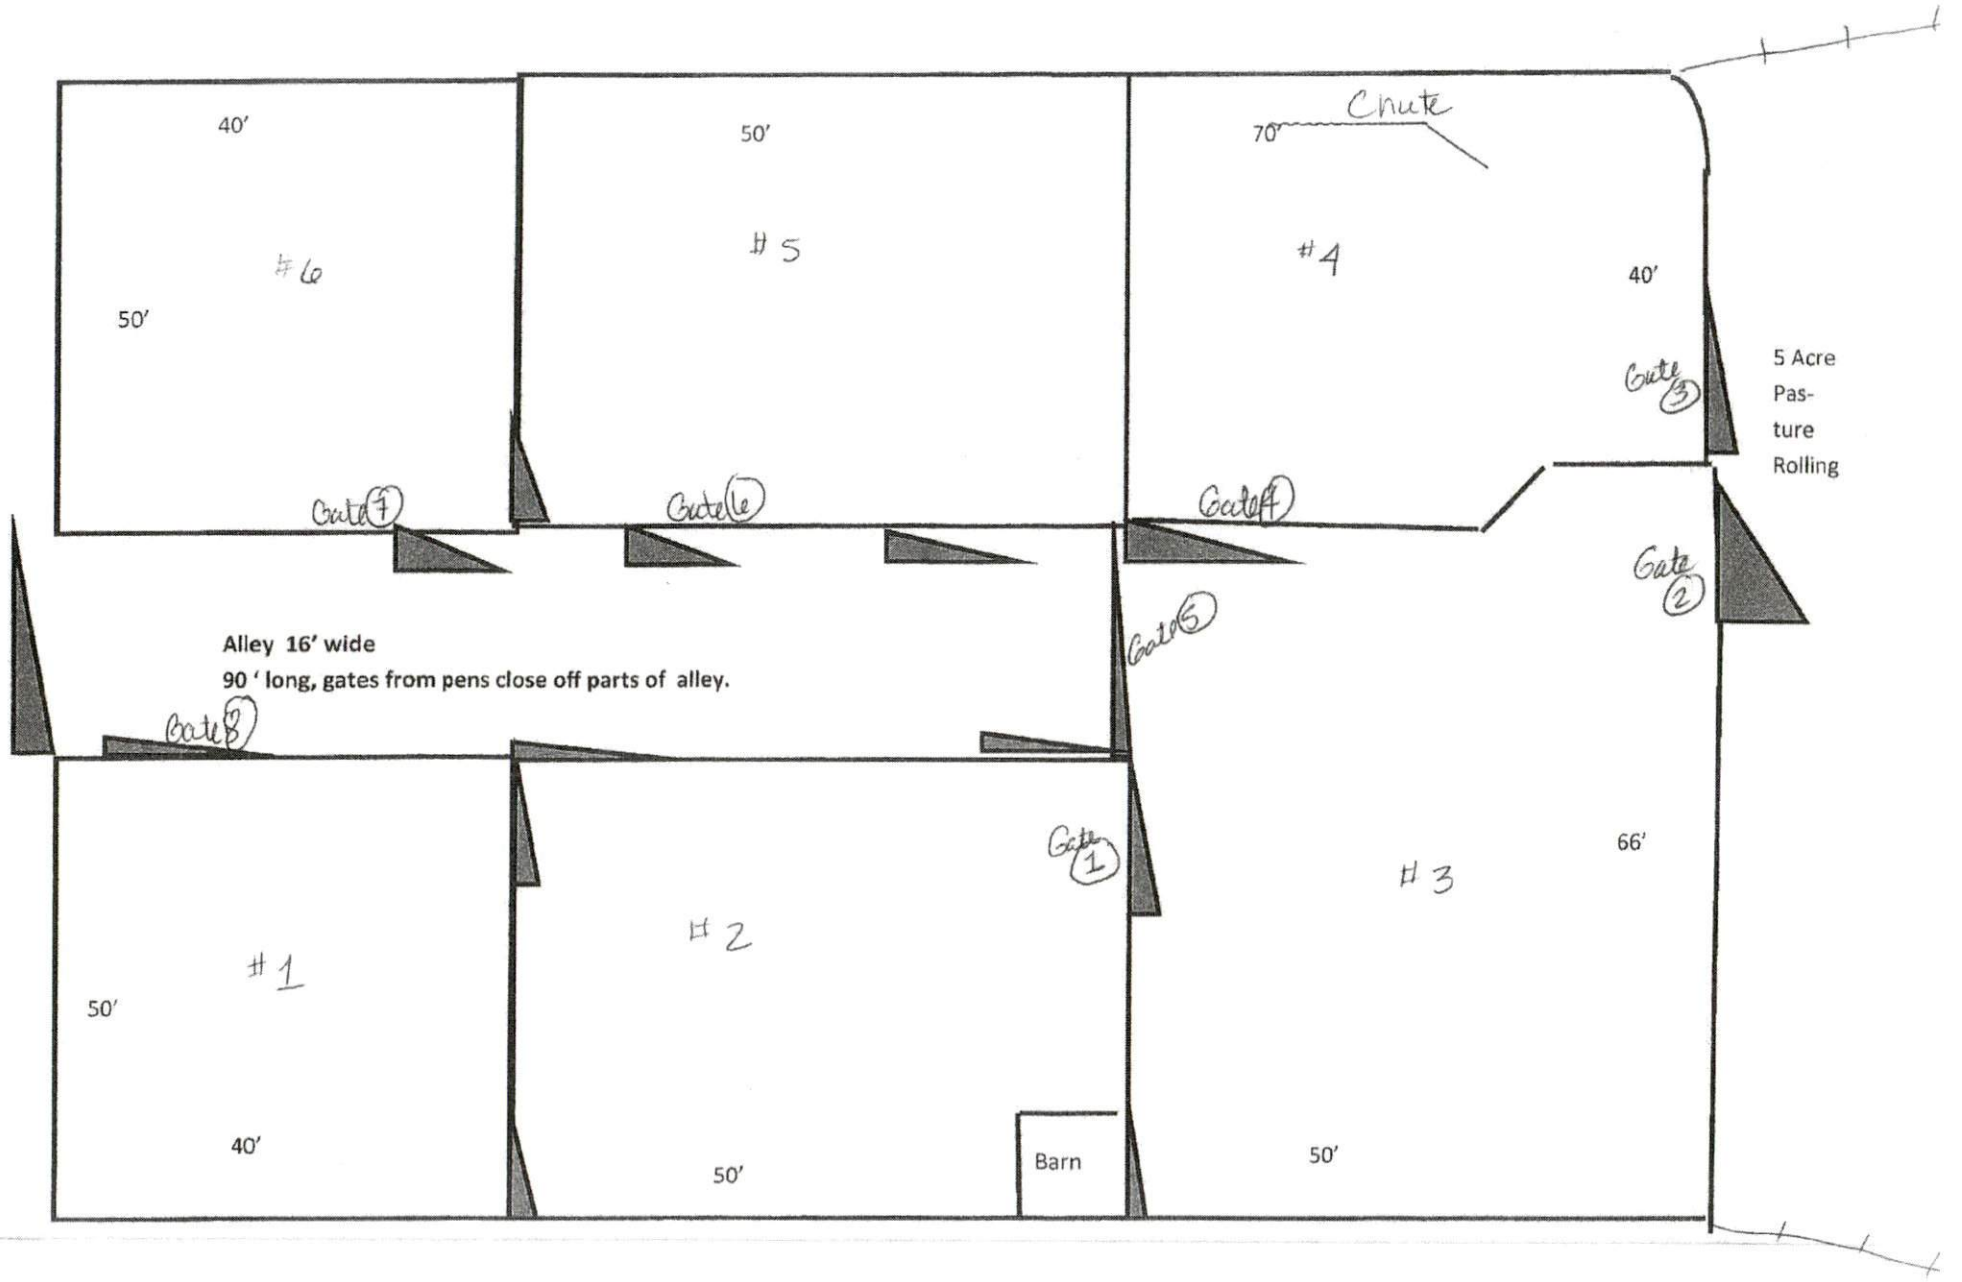 Chute
40'
50'
70'
#6
#5
#4
40'
50'
5 Acre
Pas-
ture
Rolling
Gate 3
Gate 7
Gate 6
Gate 4
Gate 2
Gate 5
Alley 16' wide
90 ' long, gates from pens close off parts of alley.
Gate 8
Gate 1
66'
#3
#2
#1
50'
40'
50'
Barn
50'